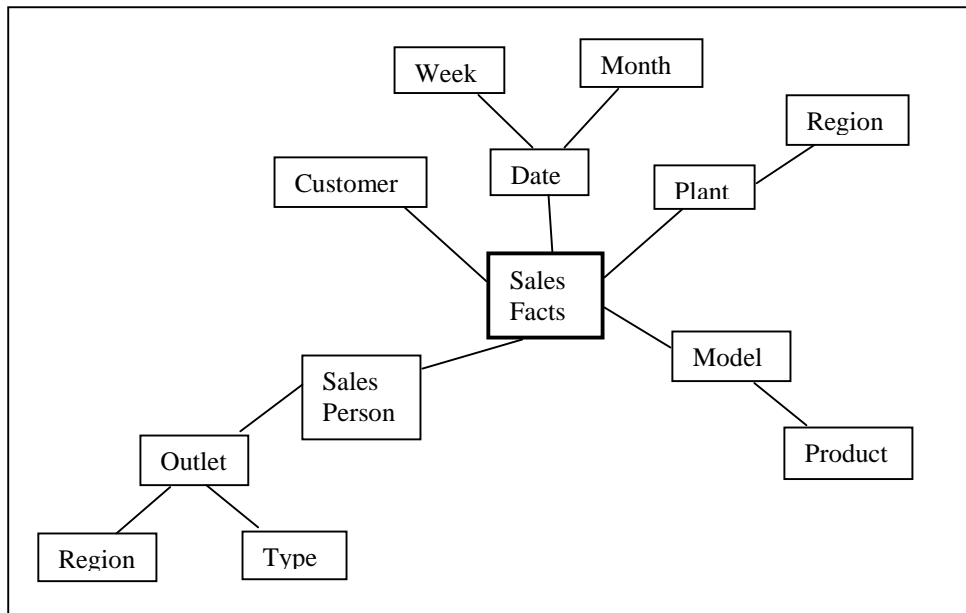 Week
Month
Region
Customer
Date
Plant
Sales
Facts
Model
Sales
Person
Product
Outlet
Region
Type